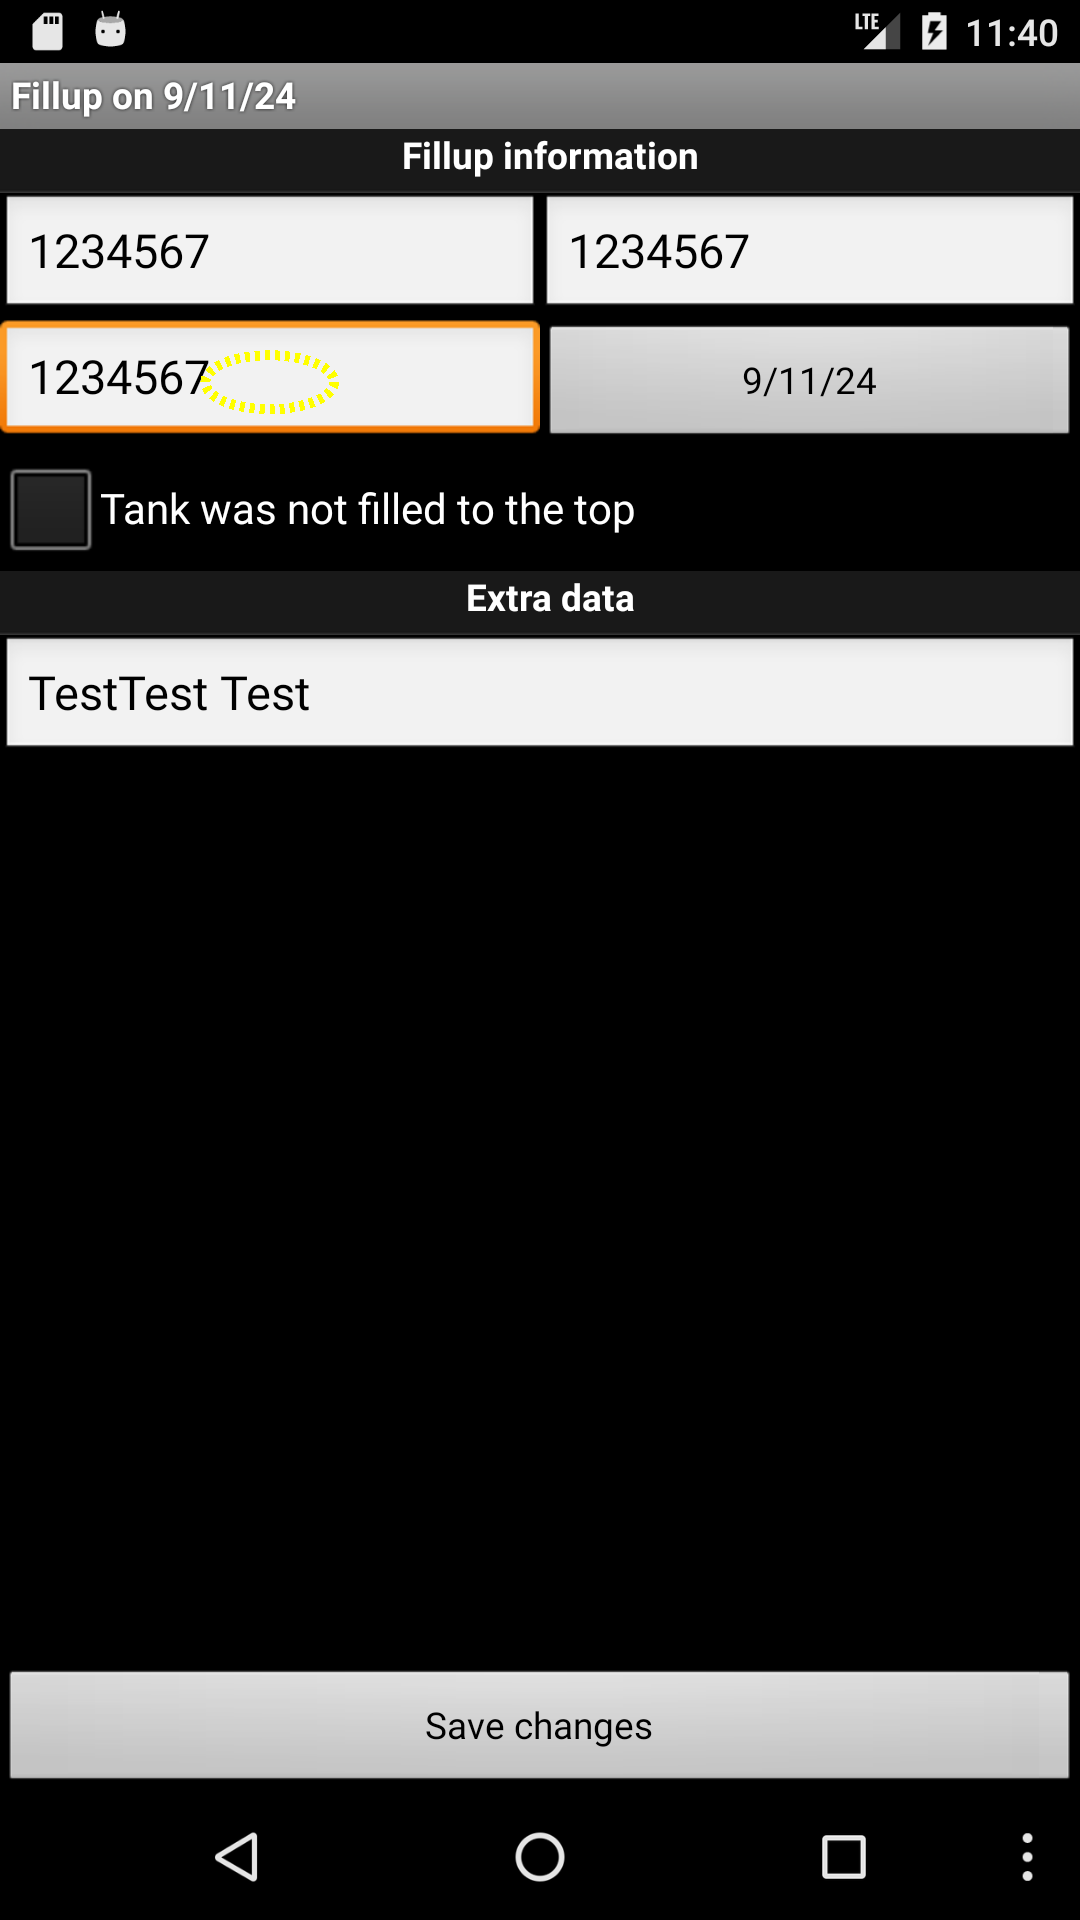 LTE 11:40
Fillup on 9/11/24
Fillup information
1234567 1234567
1234567 9/11/24
Tank was not filled to the top
Extra data
TestTest Test
Save changes